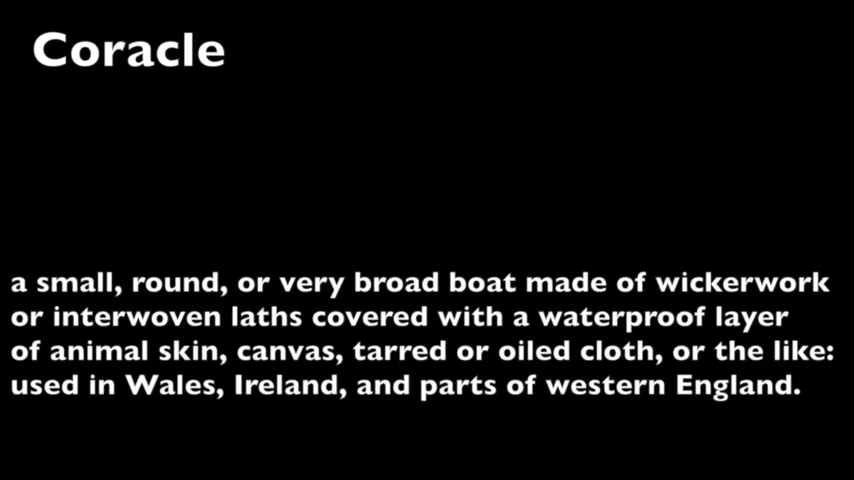 Coracle
a small, round, or very broad boat made of wickerwork
or interwoven laths covered with a waterproof layer
of animal skin, canvas, tarred or oiled cloth, or the like:
used in Wales, Ireland, and parts of western England.